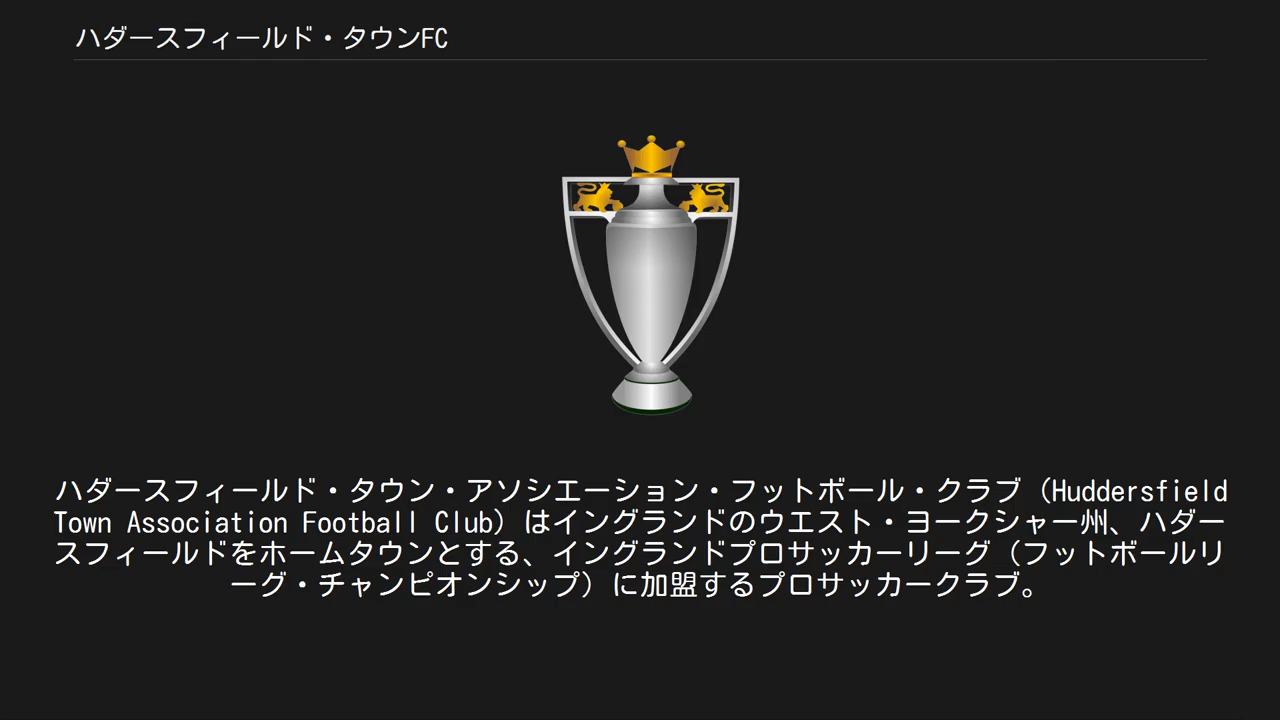 ハダースフィールド・タウンFC
ハダースフィールド・タウン・アソシエーション・フットボール・クラブ（Huddersfield
Town Association Football Club）はイングランドのウエスト・ヨークシャー州、ハダー
スフィールドをホームタウンとする、イングランドプロサッカーリーグ（フットボールリ
ーグ・チャンピオンシップ）に加盟するプロサッカークラブ。